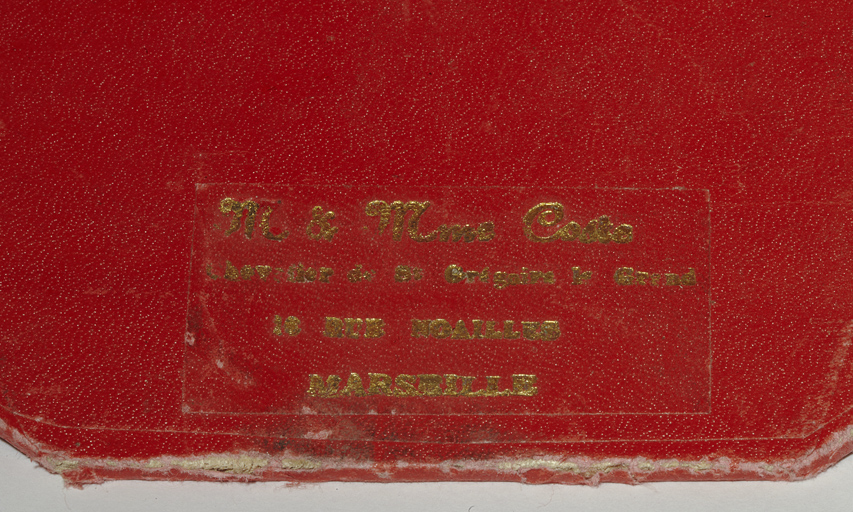 M & Mme Coste
Chevalier de St Grégoire le Grand
18 RUE NOAILLES
MARSEILLE